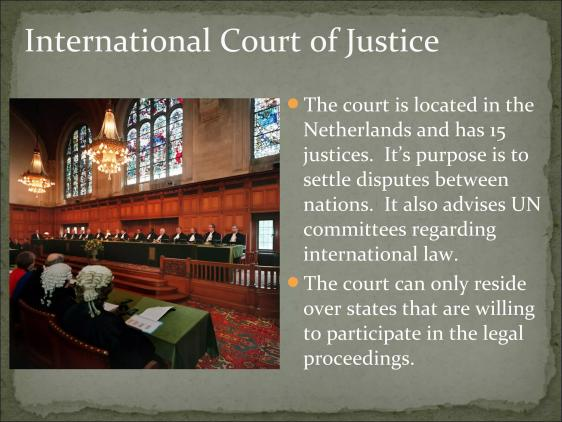 International Court of Justice
The court is located in the
Netherlands and has 15
justices.  It's purpose is to
settle disputes between
nations.  It also advises UN
committees regarding
international law.
The court can only reside
over states that are willing
to participate in the legal
proceedings.